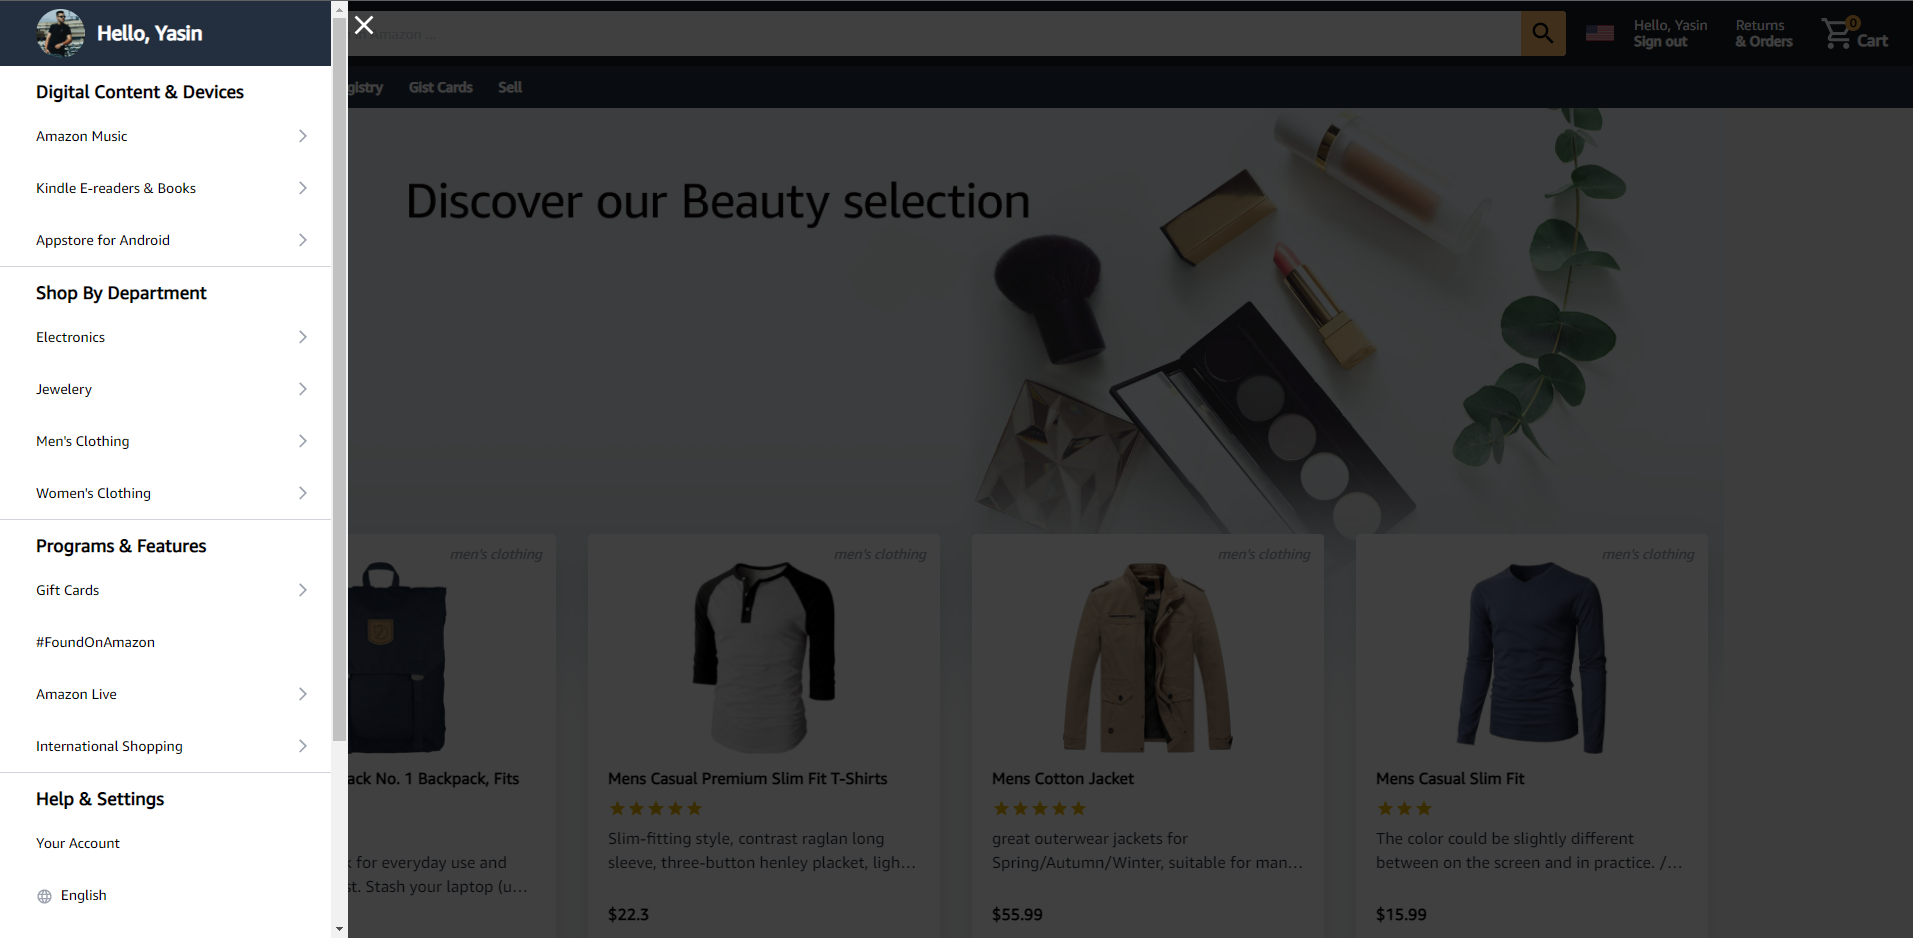 Hello, Yasin
Digital Content & Devices
Amazon Music
Kindle E-readers & Books
Appstore for Android
Shop By Department
Electronics
Jewelery
Men's Clothing
Women's Clothing
Programs & Features
Gift Cards
#FoundOnAmazon
Amazon Live
International Shopping
Help & Settings
Your Account
English
Amazon ...
Hello, Yasin
Sign out
Returns
& Orders
0
Cart
gistry
Gist Cards
Sell
Discover our Beauty selection
men's clothing
ack No. 1 Backpack, Fits
for everyday use and
st. Stash your laptop (u...
men's clothing
Mens Casual Premium Slim Fit T-Shirts
Slim-fitting style, contrast raglan long
sleeve, three-button henley placket, ligh...
$22.3
men's clothing
Mens Cotton Jacket
great outerwear jackets for
Spring/Autumn/Winter, suitable for man...
$55.99
men's clothing
Mens Casual Slim Fit
The color could be slightly different
between on the screen and in practice. /...
$15.99